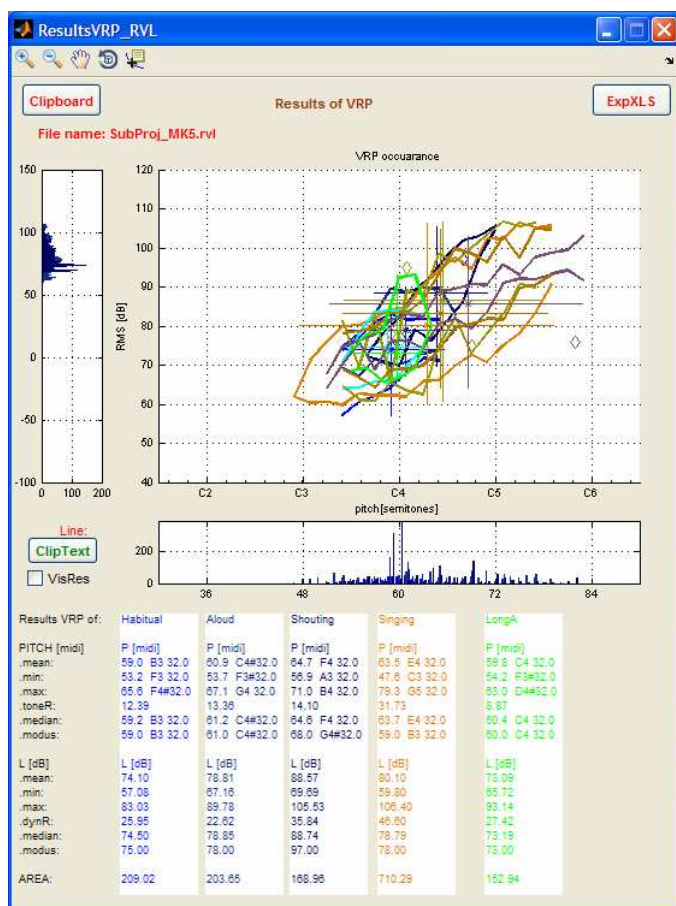 ResultsVRP_RVL
Clipboard
Results of VRP
ExpXLS
File name: SubProj_MK5.rvl
VRP occuarance
150
100
50
0
-50
-100
0 100 200
RMS [dB]
120
110
100
90
80
70
60
50
40
C2 C3 C4 C5 C6
pitch[semitones]
Line:
ClipText
VisRes
200
0
36 48 60 72 84
Results VRP of: Habitual Aloud Shouting Singing LongA
PITCH [midi] P [midi] P [midi] P [midi] P [midi] P [midi]
.mean: 59.0 B3 32.0 60.9 C4#32.0 64.7 F4 32.0 63.5 E4 32.0 59.8 C4 32.0
.min: 53.2 F3 32.0 53.7 F3#32.0 56.9 A3 32.0 47.6 C3 32.0 54.2 F3#32.0
.max: 65.6 F4#32.0 67.1 G4 32.0 71.0 B4 32.0 79.3 G5 32.0 63.0 D4#32.0
.toneR: 12.39 13.36 14.10 31.73 8.87
.median: 59.2 B3 32.0 61.2 C4#32.0 64.6 F4 32.0 63.7 E4 32.0 60.4 C4 32.0
.modus: 59.0 B3 32.0 61.0 C4#32.0 68.0 G4#32.0 59.0 B3 32.0 60.0 C4 32.0
L [dB] L [dB] L [dB] L [dB] L [dB] L [dB]
.mean: 74.10 78.81 88.57 80.10 73.09
.min: 57.08 67.16 69.69 59.80 65.72
.max: 83.03 89.78 105.53 106.40 93.14
.dynR: 25.95 22.62 35.84 46.60 27.42
.median: 74.50 78.85 88.74 78.79 73.19
.modus: 75.00 78.00 97.00 78.00 73.00
AREA: 209.02 203.65 168.96 710.29 152.94